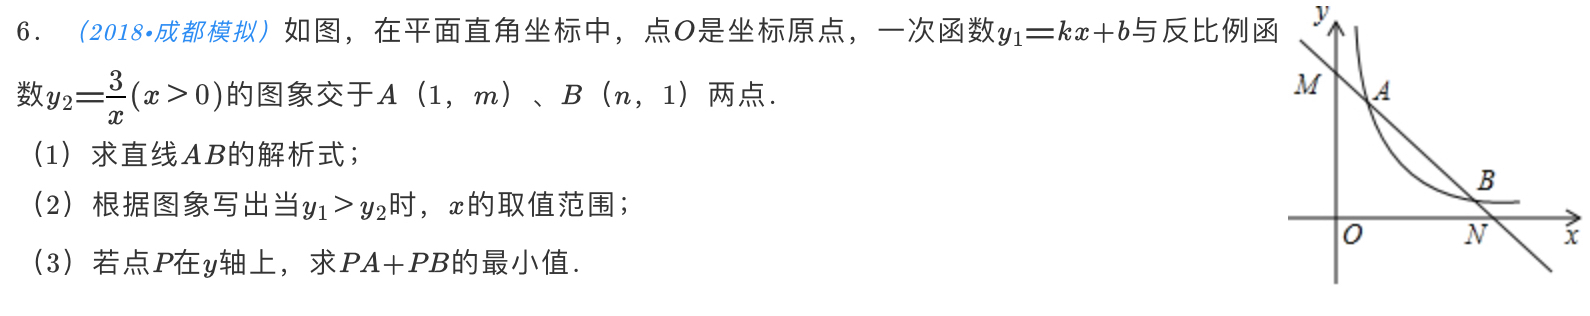 6. （2018•成都模拟）如图，在平面直角坐标中，点O是坐标原点，一次函数y₁=kx+b与反比例函
数y₂=3/x(x>0)的图象交于A（1，m）、B（n，1）两点.
（1）求直线AB的解析式；
（2）根据图象写出当y₁>y₂时，x的取值范围；
（3）若点P在y轴上，求PA+PB的最小值.
y
M
A
B
O
N
x